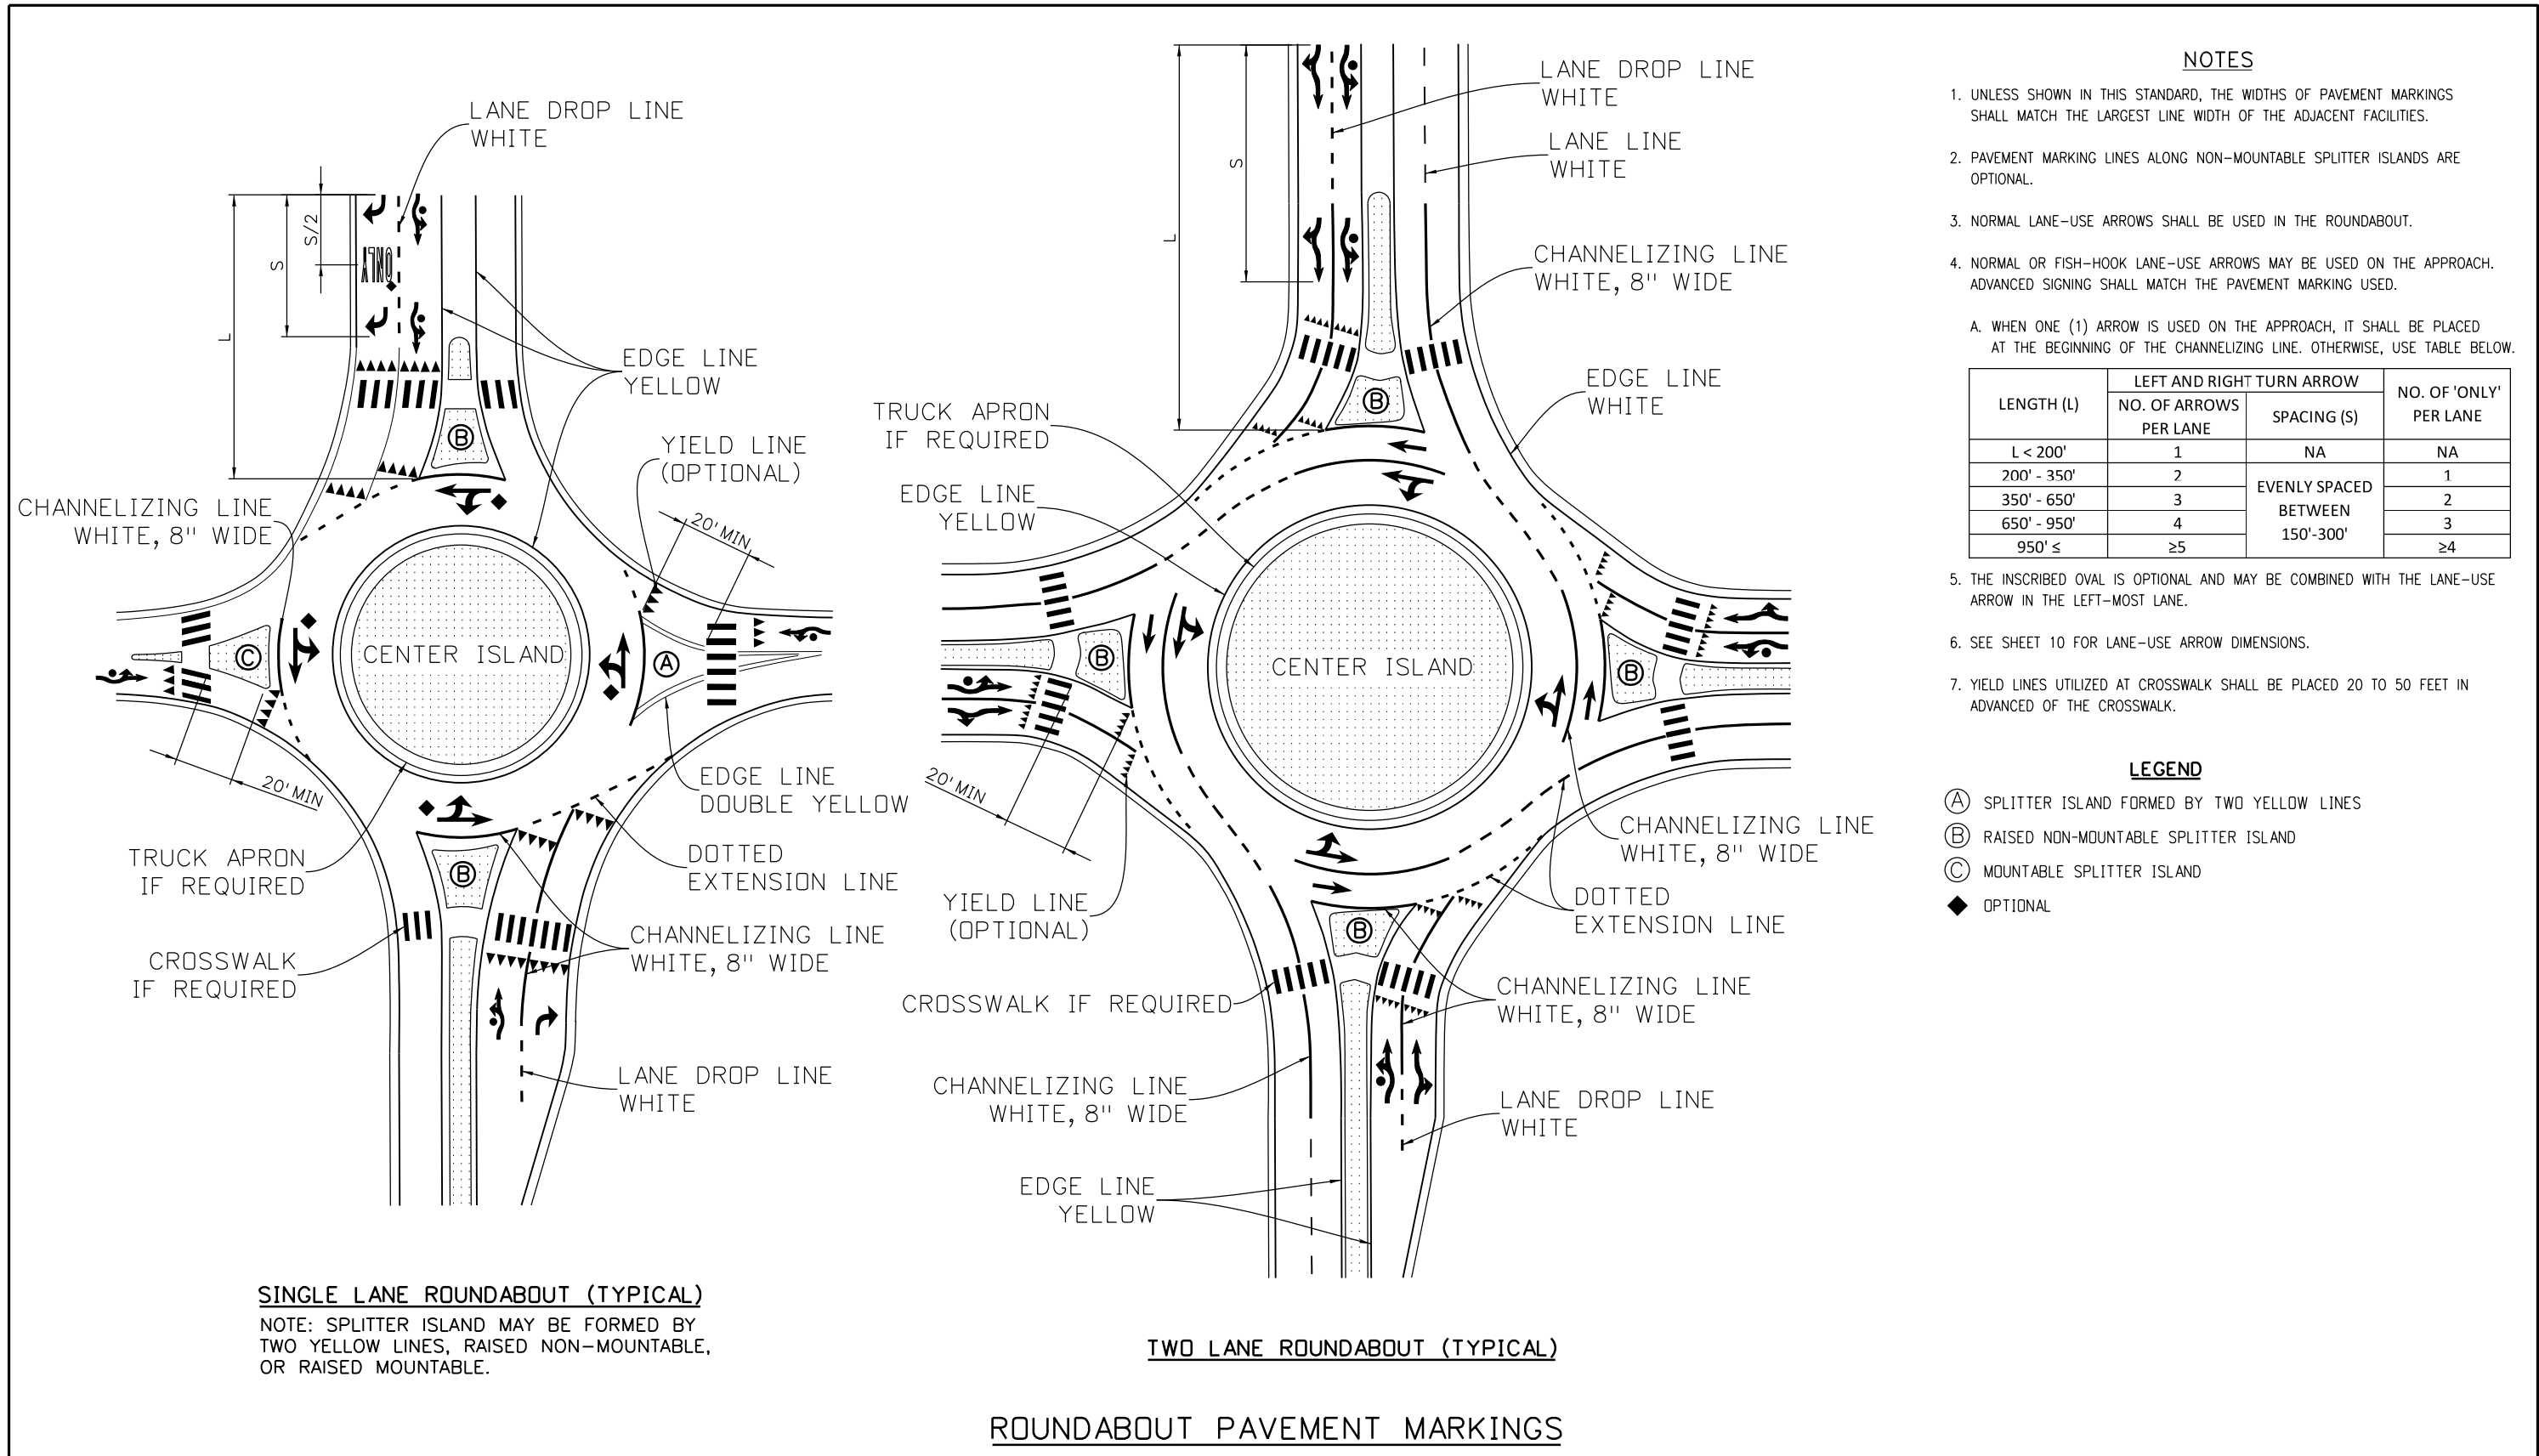 LANE DROP LINE
WHITE
S/2
S
L
ONLY
EDGE LINE
YELLOW
B
YIELD LINE
(OPTIONAL)
CHANNELIZING LINE
WHITE, 8" WIDE
20' MIN
CENTER ISLAND
C
A
20' MIN
EDGE LINE
DOUBLE YELLOW
TRUCK APRON
IF REQUIRED
DOTTED
EXTENSION LINE
B
CHANNELIZING LINE
WHITE, 8" WIDE
CROSSWALK
IF REQUIRED
LANE DROP LINE
WHITE
SINGLE LANE ROUNDABOUT (TYPICAL)
NOTE: SPLITTER ISLAND MAY BE FORMED BY
TWO YELLOW LINES, RAISED NON-MOUNTABLE,
OR RAISED MOUNTABLE.
LANE DROP LINE
WHITE
LANE LINE
WHITE
S
L
CHANNELIZING LINE
WHITE, 8" WIDE
EDGE LINE
WHITE
B
TRUCK APRON
IF REQUIRED
EDGE LINE
YELLOW
CENTER ISLAND
B
B
20' MIN
CHANNELIZING LINE
WHITE, 8" WIDE
YIELD LINE
(OPTIONAL)
DOTTED
EXTENSION LINE
B
CROSSWALK IF REQUIRED
CHANNELIZING LINE
WHITE, 8" WIDE
CHANNELIZING LINE
WHITE, 8" WIDE
LANE DROP LINE
WHITE
EDGE LINE
YELLOW
TWO LANE ROUNDABOUT (TYPICAL)
NOTES
1. UNLESS SHOWN IN THIS STANDARD, THE WIDTHS OF PAVEMENT MARKINGS
SHALL MATCH THE LARGEST LINE WIDTH OF THE ADJACENT FACILITIES.
2. PAVEMENT MARKING LINES ALONG NON-MOUNTABLE SPLITTER ISLANDS ARE
OPTIONAL.
3. NORMAL LANE-USE ARROWS SHALL BE USED IN THE ROUNDABOUT.
4. NORMAL OR FISH-HOOK LANE-USE ARROWS MAY BE USED ON THE APPROACH.
ADVANCED SIGNING SHALL MATCH THE PAVEMENT MARKING USED.
A. WHEN ONE (1) ARROW IS USED ON THE APPROACH, IT SHALL BE PLACED
AT THE BEGINNING OF THE CHANNELIZING LINE. OTHERWISE, USE TABLE BELOW.
LENGTH (L)
LEFT AND RIGHT TURN ARROW
NO. OF ARROWS
PER LANE
SPACING (S)
NO. OF 'ONLY'
PER LANE
L < 200' 1 NA NA
200' - 350' 2 1
350' - 650' 3 2
650' - 950' 4 3
950' ≤ ≥5 ≥4
EVENLY SPACED
BETWEEN
150'-300'
5. THE INSCRIBED OVAL IS OPTIONAL AND MAY BE COMBINED WITH THE LANE-USE
ARROW IN THE LEFT-MOST LANE.
6. SEE SHEET 10 FOR LANE-USE ARROW DIMENSIONS.
7. YIELD LINES UTILIZED AT CROSSWALK SHALL BE PLACED 20 TO 50 FEET IN
ADVANCED OF THE CROSSWALK.
LEGEND
A SPLITTER ISLAND FORMED BY TWO YELLOW LINES
B RAISED NON-MOUNTABLE SPLITTER ISLAND
C MOUNTABLE SPLITTER ISLAND
◆ OPTIONAL
ROUNDABOUT PAVEMENT MARKINGS